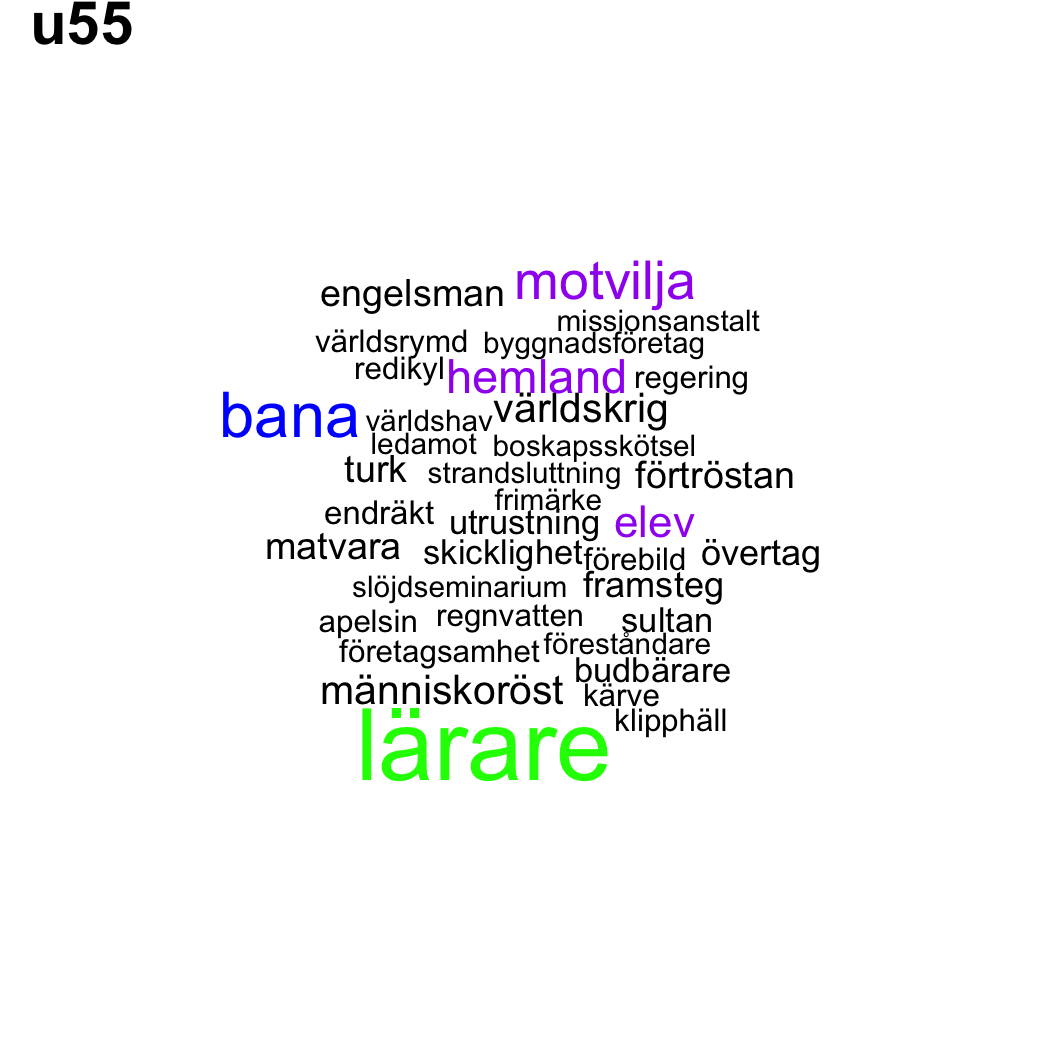 u55
engelsman motvilja
missionsanstalt
världsrymd byggnadsföretag
redikyl hemland regering
bana världshav världskrig
ledamot boskapsskötsel
turk strandsluttning förtröstan
frimärke
endräkt utrustning elev
matvara skicklighet förebild övertag
slöjdseminarium framsteg
apelsin regnvatten sultan
företagsamhet föreståndare
budbärare
människoröst kärve
klipphäll
lärare